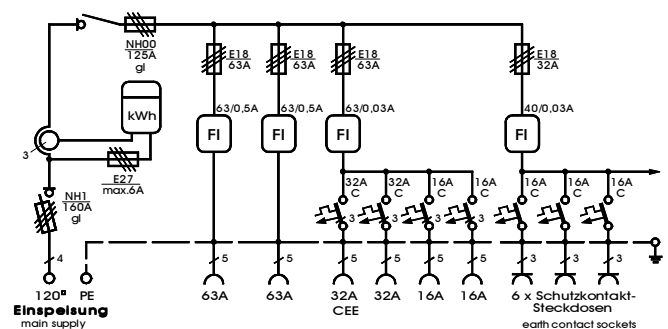 NH00
125A
gl
E18
63A
E18
63A
E18
63A
E18
32A
kWh
63/0,5A
63/0,5A
63/0,03A
40/0,03A
FI
FI
FI
FI
3
E27
max.6A
NH1
160A
gl
32A
C
32A
C
16A
C
16A
C
16A
C
16A
C
16A
C
3
3
3
3
3
3
3
4
5
5
5
5
5
5
3
3
3
120□
PE
63A
63A
32A
32A
16A
16A
6 x Schutzkontakt-
Einspeisung
CEE
Steckdosen
main supply
earth contact sockets